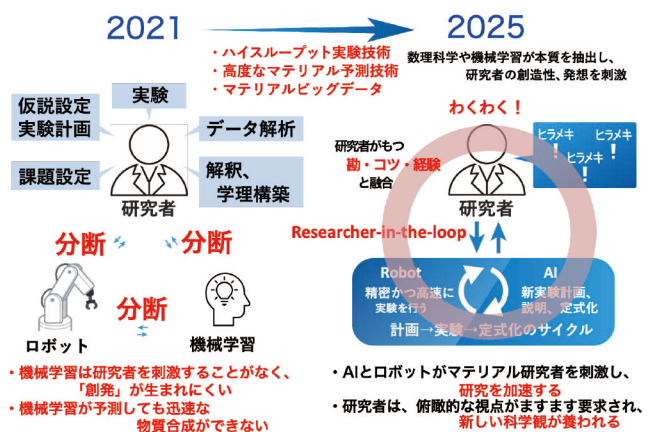 2021
2025
・ハイスループット実験技術
・高度なマテリアル予測技術
・マテリアルビッグデータ
数理科学や機械学習が本質を抽出し、
研究者の創造性、発想を刺激
実験
仮説設定
実験計画
データ解析
課題設定
解釈、
学理構築
研究者
分断
分断
分断
ロボット
機械学習
・機械学習は研究者を刺激することがなく、
「創発」が生まれにくい
・機械学習が予測しても迅速な
物質合成ができない
わくわく！
研究者がもつ
勘・コツ・経験
と融合
ヒラメキ
！
ヒラメキ
！
ヒラメキ
！
研究者
Researcher-in-the-loop
Robot
精密かつ高速に
実験を行う
AI
新実験計画、
説明、定式化
計画→実験→定式化のサイクル
・AIとロボットがマテリアル研究者を刺激し、
研究を加速する
・研究者は、俯瞰的な視点がますます要求され、
新しい科学観が養われる